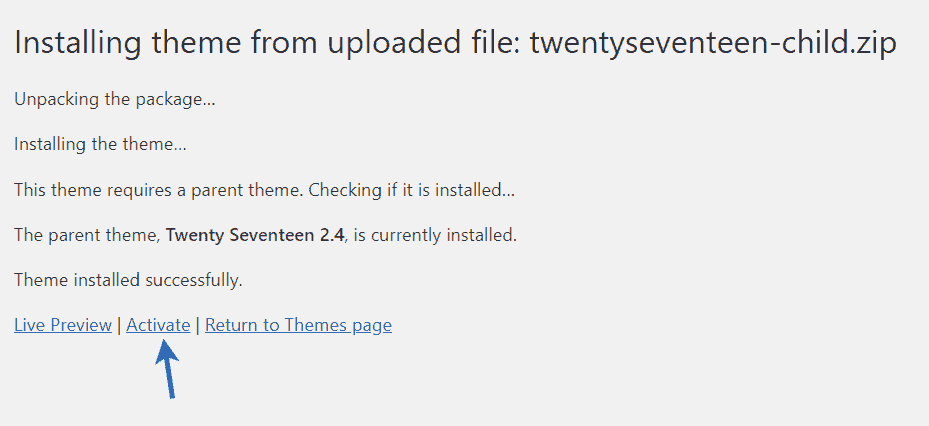 Installing theme from uploaded file: twentyseventeen-child.zip
Unpacking the package…
Installing the theme…
This theme requires a parent theme. Checking if it is installed…
The parent theme, Twenty Seventeen 2.4, is currently installed.
Theme installed successfully.
Live Preview | Activate | Return to Themes page